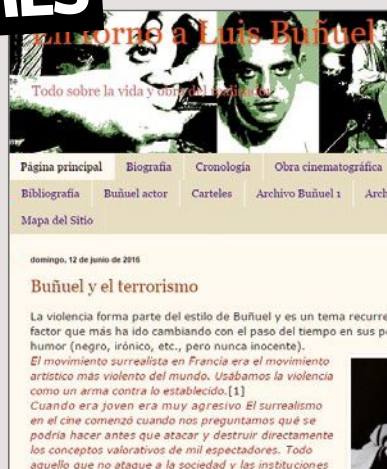 En torno a Luis Buñuel
Todo sobre la vida y obra del realizador
Página principal Biografía Cronología Obra cinematográfica
Bibliografía Buñuel actor Carteles Archivo Buñuel 1
Mapa del Sitio
domingo, 12 de junio de 2016
Buñuel y el terrorismo
La violencia forma parte del estilo de Buñuel y es un tema
factor que más ha ido cambiando con el paso del tiempo en sus
humor (negro, irónico, etc., pero nunca inocente).
El movimiento surrealista en Francia era el movimiento
artístico más violento del mundo. Usábamos la violencia
como un arma contra lo establecido.[1]
Cuando era joven era muy agresivo El surrealismo
en el cine comenzó cuando nos preguntamos qué se
podría hacer antes que atacar y destruir directamente
los conceptos valorativos de mil espectadores. Todo
aquello que no ataque a la sociedad y las instituciones